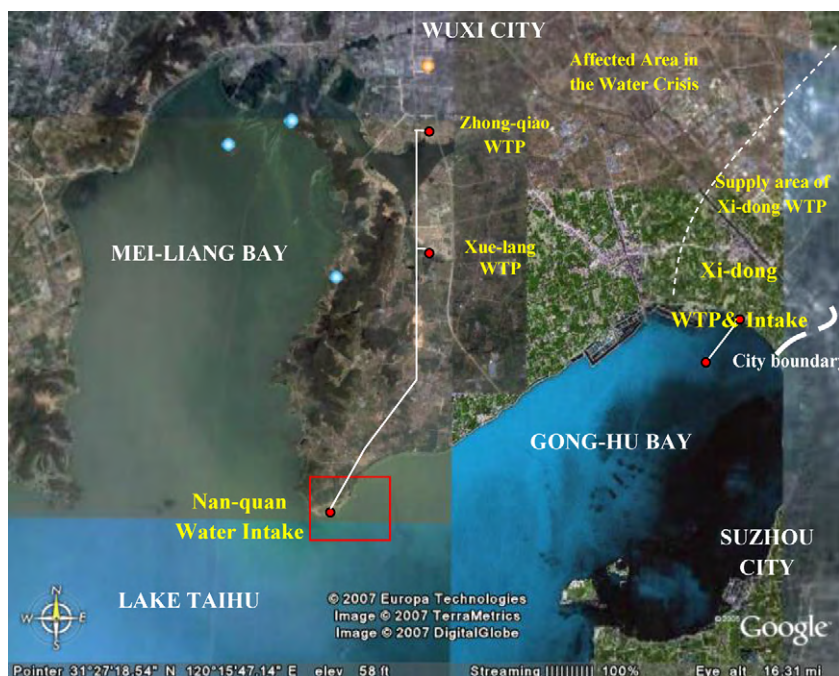 WUXI CITY
Affected Area in
the Water Crisis
Zhong-qiao
WTP
Supply area of
Xi-dong WTP
MEI-LIANG BAY
Xue-lang
WTP
Xi-dong
WTP& Intake
City boundary
GONG-HU BAY
Nan-quan
Water Intake
SUZHOU
CITY
LAKE TAIHU
© 2007 Europa Technologies
Image © 2007 TerraMetrics
Image © 2007 DigitalGlobe
N
W
E
S
Google
Pointer 31°27'18.54" N 120°15'47.14" E elev 58 ft Streaming |||||||||| 100% Eye alt 16.31 mi